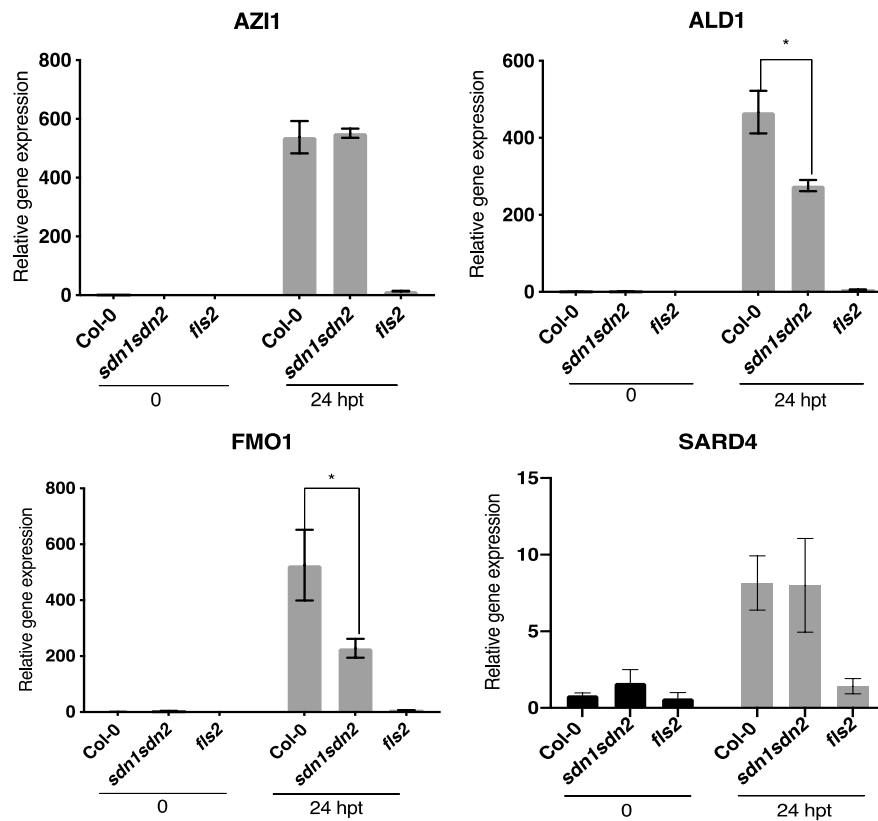 AZI1
Relative gene expression
800
600
400
200
0
Col-0
sdn1sdn2
fls2
Col-0
sdn1sdn2
fls2
0
24 hpt
ALD1
*
Relative gene expression
600
400
200
0
Col-0
sdn1sdn2
fls2
Col-0
sdn1sdn2
fls2
0
24 hpt
FMO1
*
Relative gene expression
800
600
400
200
0
Col-0
sdn1sdn2
fls2
Col-0
sdn1sdn2
fls2
0
24 hpt
SARD4
Relative gene expression
15
10
5
0
Col-0
sdn1sdn2
fls2
Col-0
sdn1sdn2
fls2
0
24 hpt